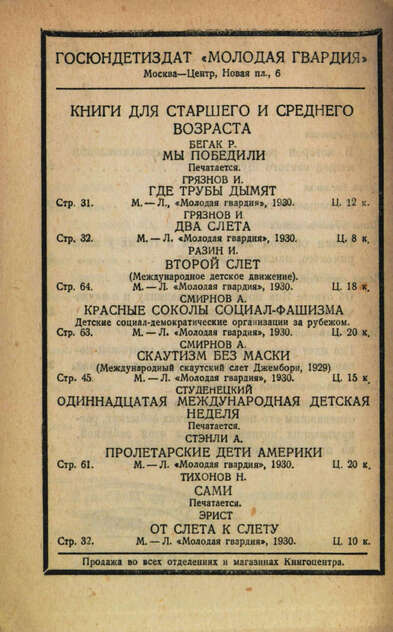 ГОСЮНДЕТИЗДАТ «МОЛОДАЯ ГВАРДИЯ»
Москва—Центр, Новая пл., 6
КНИГИ ДЛЯ СТАРШЕГО И СРЕДНЕГО
ВОЗРАСТА
БЕГАК Р.
МЫ ПОБЕДИЛИ
Печатается.
ГРЯЗНОВ И.
ГДЕ ТРУБЫ ДЫМЯТ
Стр. 31. М.—Л., «Молодая гвардия», 1930. Ц. 12 к.
ГРЯЗНОВ И
ДВА СЛЕТА
Стр. 32. М.—Л. «Молодая гвардия», 1930. Ц. 8 к.
РАЗИН И.
ВТОРОЙ СЛЕТ
(Международное детское движение).
Стр. 64. М.—Л. «Молодая гвардия», 1930. Ц. 18 к.
СМИРНОВ А.
КРАСНЫЕ СОКОЛЫ СОЦИАЛ-ФАШИЗМА
Детские социал-демократические организации за рубежом.
Стр. 63. М.—Л. «Молодая гвардия», 1930. Ц. 20 к.
СМИРНОВ А.
СКАУТИЗМ БЕЗ МАСКИ
(Международный скаутский слет Джембори, 1929)
Стр. 45. М.—Л. «Молодая гвардия», 1930. Ц. 15 к.
СТУДЕНЕЦКИЙ
ОДИННАДЦАТАЯ МЕЖДУНАРОДНАЯ ДЕТСКАЯ
НЕДЕЛЯ
Печатается.
СТЭНЛИ А.
ПРОЛЕТАРСКИЕ ДЕТИ АМЕРИКИ
Стр. 61. М.—Л. «Молодая гвардия», 1930. Ц. 20 к.
ТИХОНОВ Н.
САМИ
Печатается.
ЭРИСТ
ОТ СЛЕТА К СЛЕТУ
Стр. 32. М.—Л. «Молодая гвардия», 1930. Ц. 10 к.
Продажа во всех отделениях и магазинах Книгоцентра.